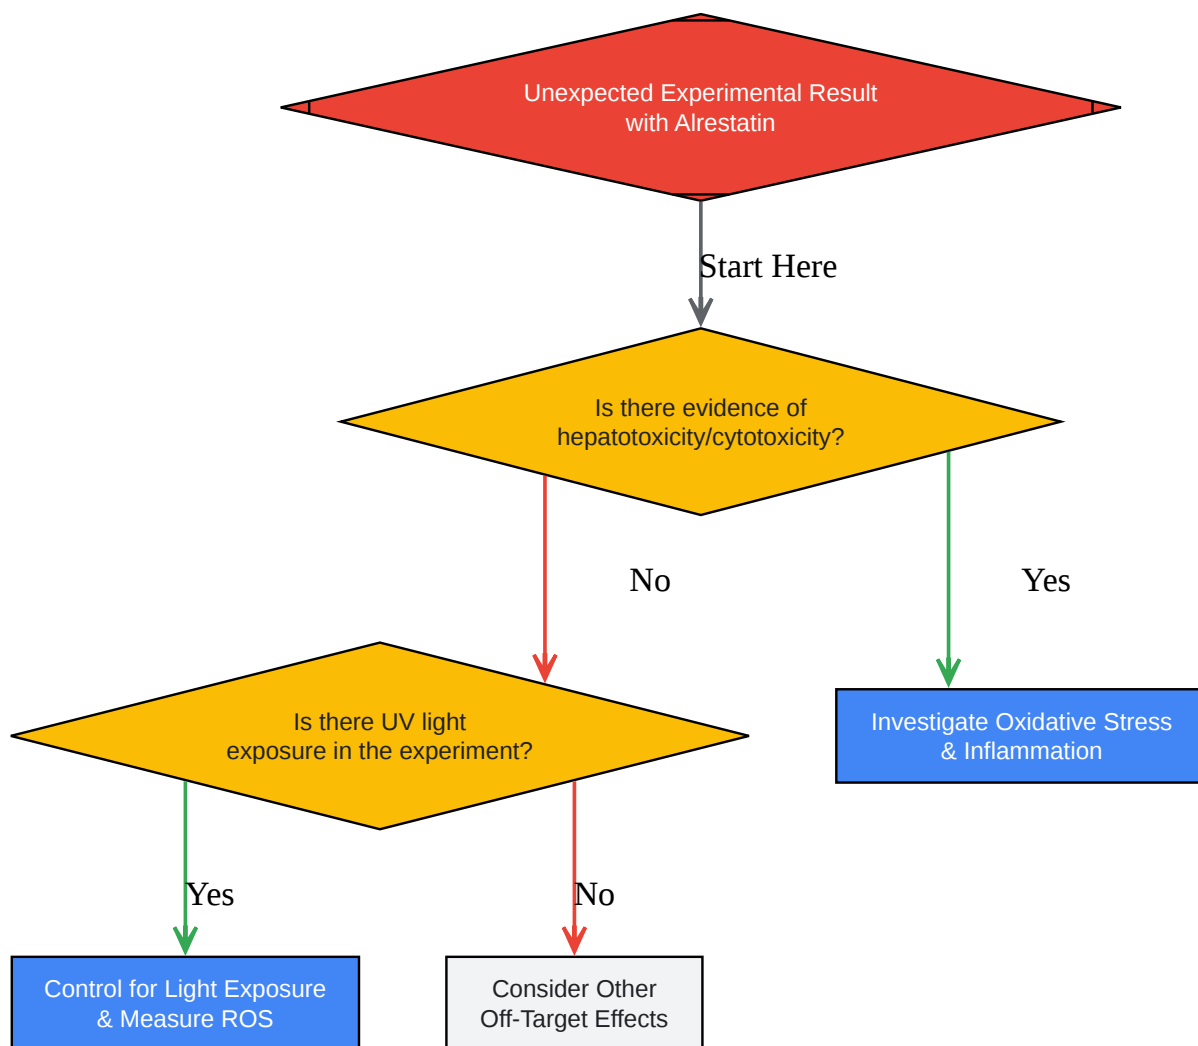 Unexpected Experimental Result
with Alrestatin
Start Here
Is there evidence of
hepatotoxicity/cytotoxicity?
No
Yes
Is there UV light
exposure in the experiment?
Investigate Oxidative Stress
& Inflammation
Yes
No
Control for Light Exposure
& Measure ROS
Consider Other
Off-Target Effects